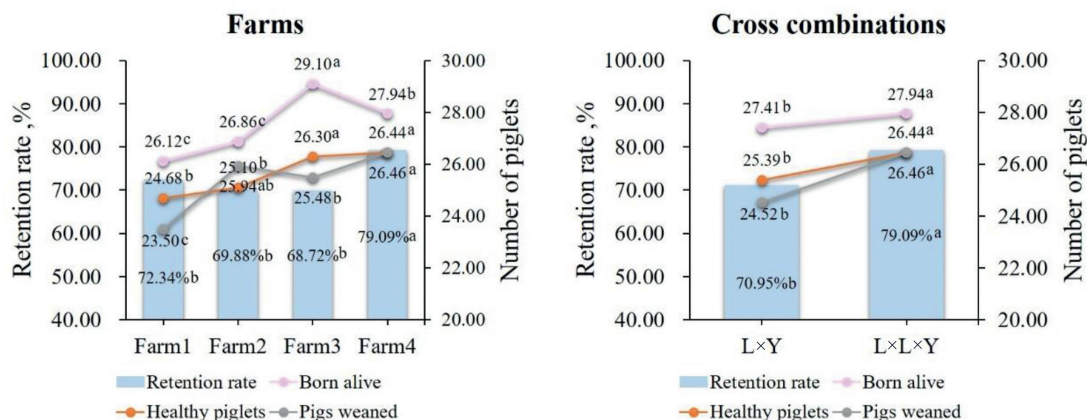 Farms
100.00
90.00
80.00
70.00
60.00
50.00
40.00
Retention rate ,%
30.00
28.00
26.00
24.00
22.00
20.00
Number of piglets
26.12c
26.86c
29.10a
27.94b
24.68b
25.10b
26.30a
26.44a
23.50c
25.94ab
25.48b
26.46a
72.34%b
69.88%b
68.72%b
79.09%a
Farm1 Farm2 Farm3 Farm4
Retention rate Born alive
Healthy piglets Pigs weaned
Cross combinations
100.00
90.00
80.00
70.00
60.00
50.00
40.00
Retention rate ,%
30.00
28.00
26.00
24.00
22.00
20.00
Number of piglets
27.41b
27.94a
25.39b
26.44a
24.52b
26.46a
70.95%b
79.09%a
L×Y L×L×Y
Retention rate Born alive
Healthy piglets Pigs weaned